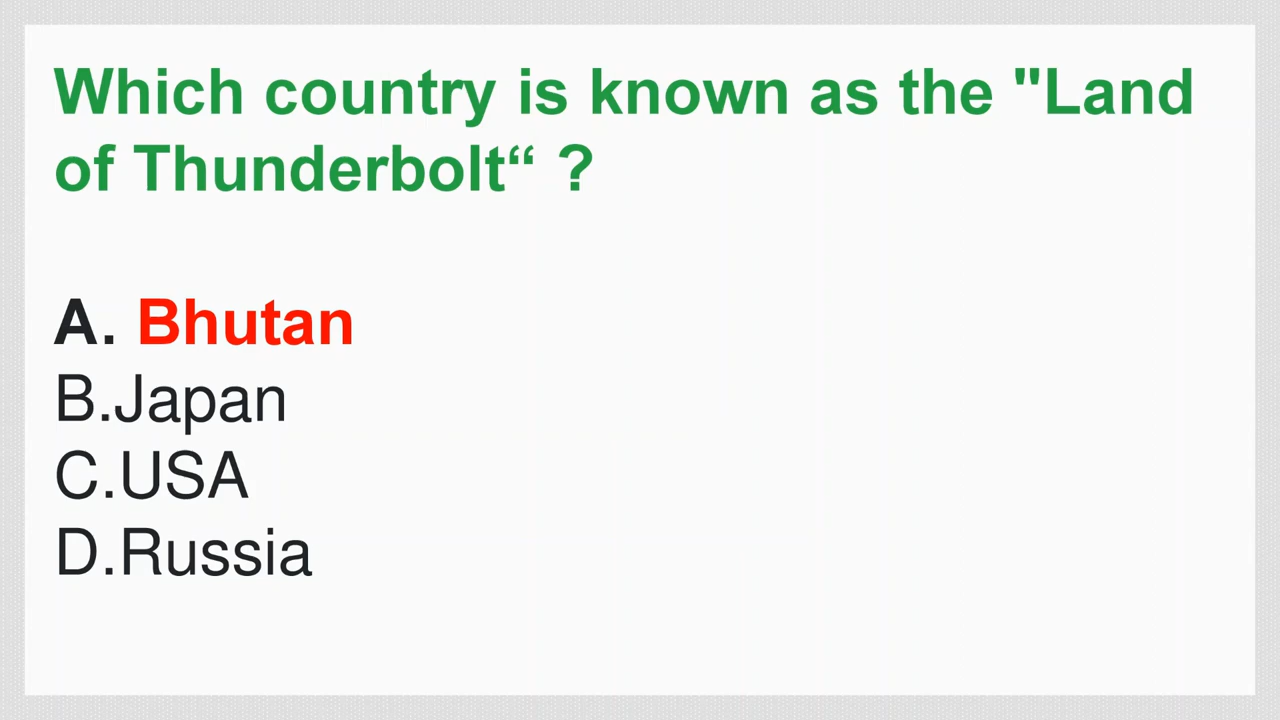 Which country is known as the "Land
of Thunderbolt“ ?
A. Bhutan
B.Japan
C.USA
D.Russia